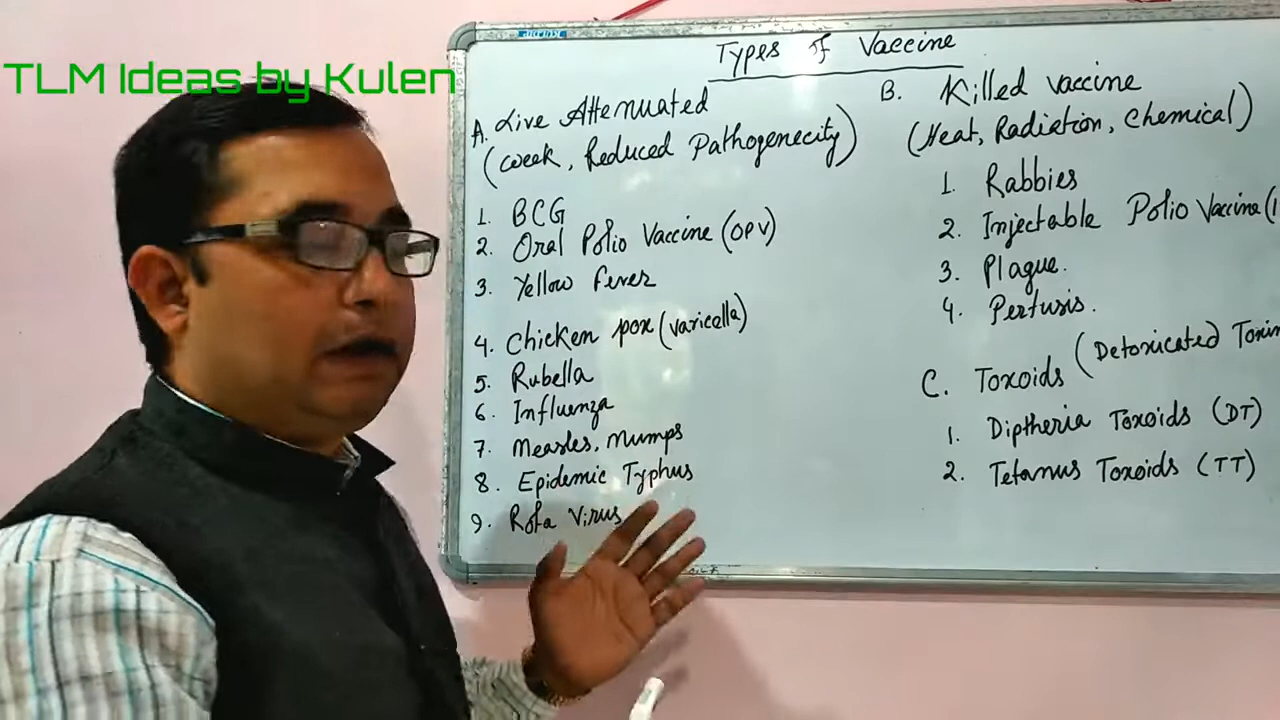 TLM Ideas by Kulen
Types of Vaccine
A. Live Attenuated
(week, Reduced Pathogenecity)
1. BCG
2. Oral Polio Vaccine (OPV)
3. Yellow fever
4. Chicken pox (varicella)
5. Rubella
6. Influenza
7. Measles, Mumps
8. Epidemic Typhus
9. Rota Virus
B. Killed vaccine
(Heat, Radiation, Chemical)
1. Rabbies
2. Injectable Polio Vaccine (I
3. Plague.
4. Pertusis.
C. Toxoids (Detoxicated Toxin
1. Diptheria Toxoids (DT)
2. Tetanus Toxoids (TT)